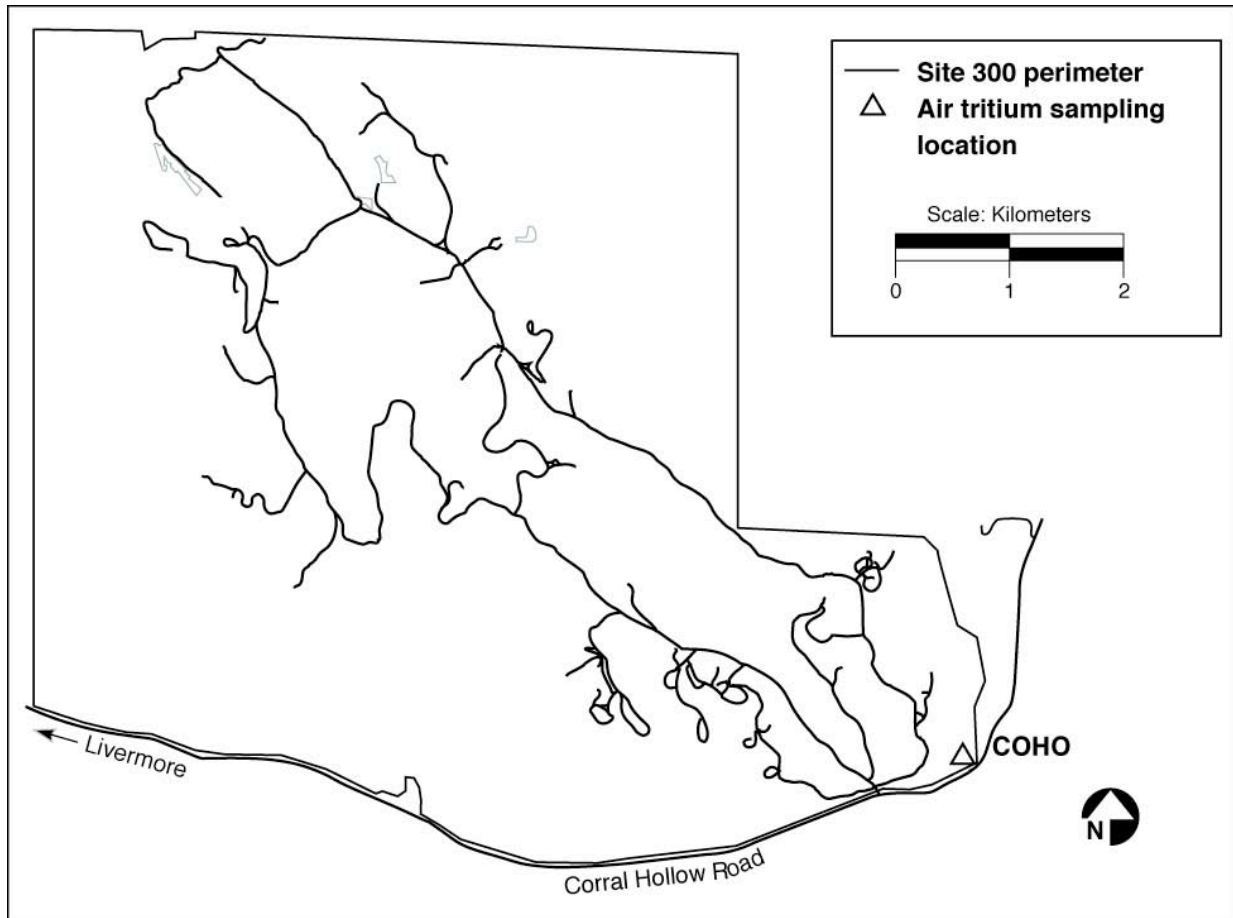 Site 300 perimeter
Air tritium sampling
location
Scale: Kilometers
0 1 2
COHO
Livermore
N
Corral Hollow Road